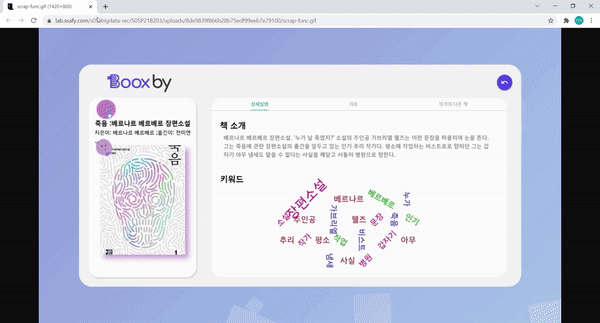 scrap-func.gif (1420×800)
lab.ssafy.com/s05-bigdata-rec/S05P21B203/uploads/8de9839f866b28b75edf99eeb7e79100/scrap-func.gif
Boox by
죽음 :베르나르 베르베르 장편소설
지은이: 베르나르 베르베르 ;옮긴이: 전미연
죽음
1
상세설명
리뷰
작가의 다른 책
책 소개
베르나르 베르베르 장편소설. '누가 날 죽였지?' 소설의 주인공 가브리엘 웰즈는 이런 문장을 떠올리며 눈을 뜬다.
그는 죽음에 관한 장편소설의 출간을 앞두고 있는 인기 추리 작가다. 평소에 작업하는 비스트로로 향하던 그는 갑
자기 아무 냄새도 맡을 수 없다는 사실을 깨닫고 서둘러 병원으로 향한다.
키워드
장편소설
베르나르
베르베르
누가
소설
주인공
가브리엘
웰즈
문장
죽음
인기
추리
작가
평소
작업
비스트
갑자기
아무
냄새
사실
병원